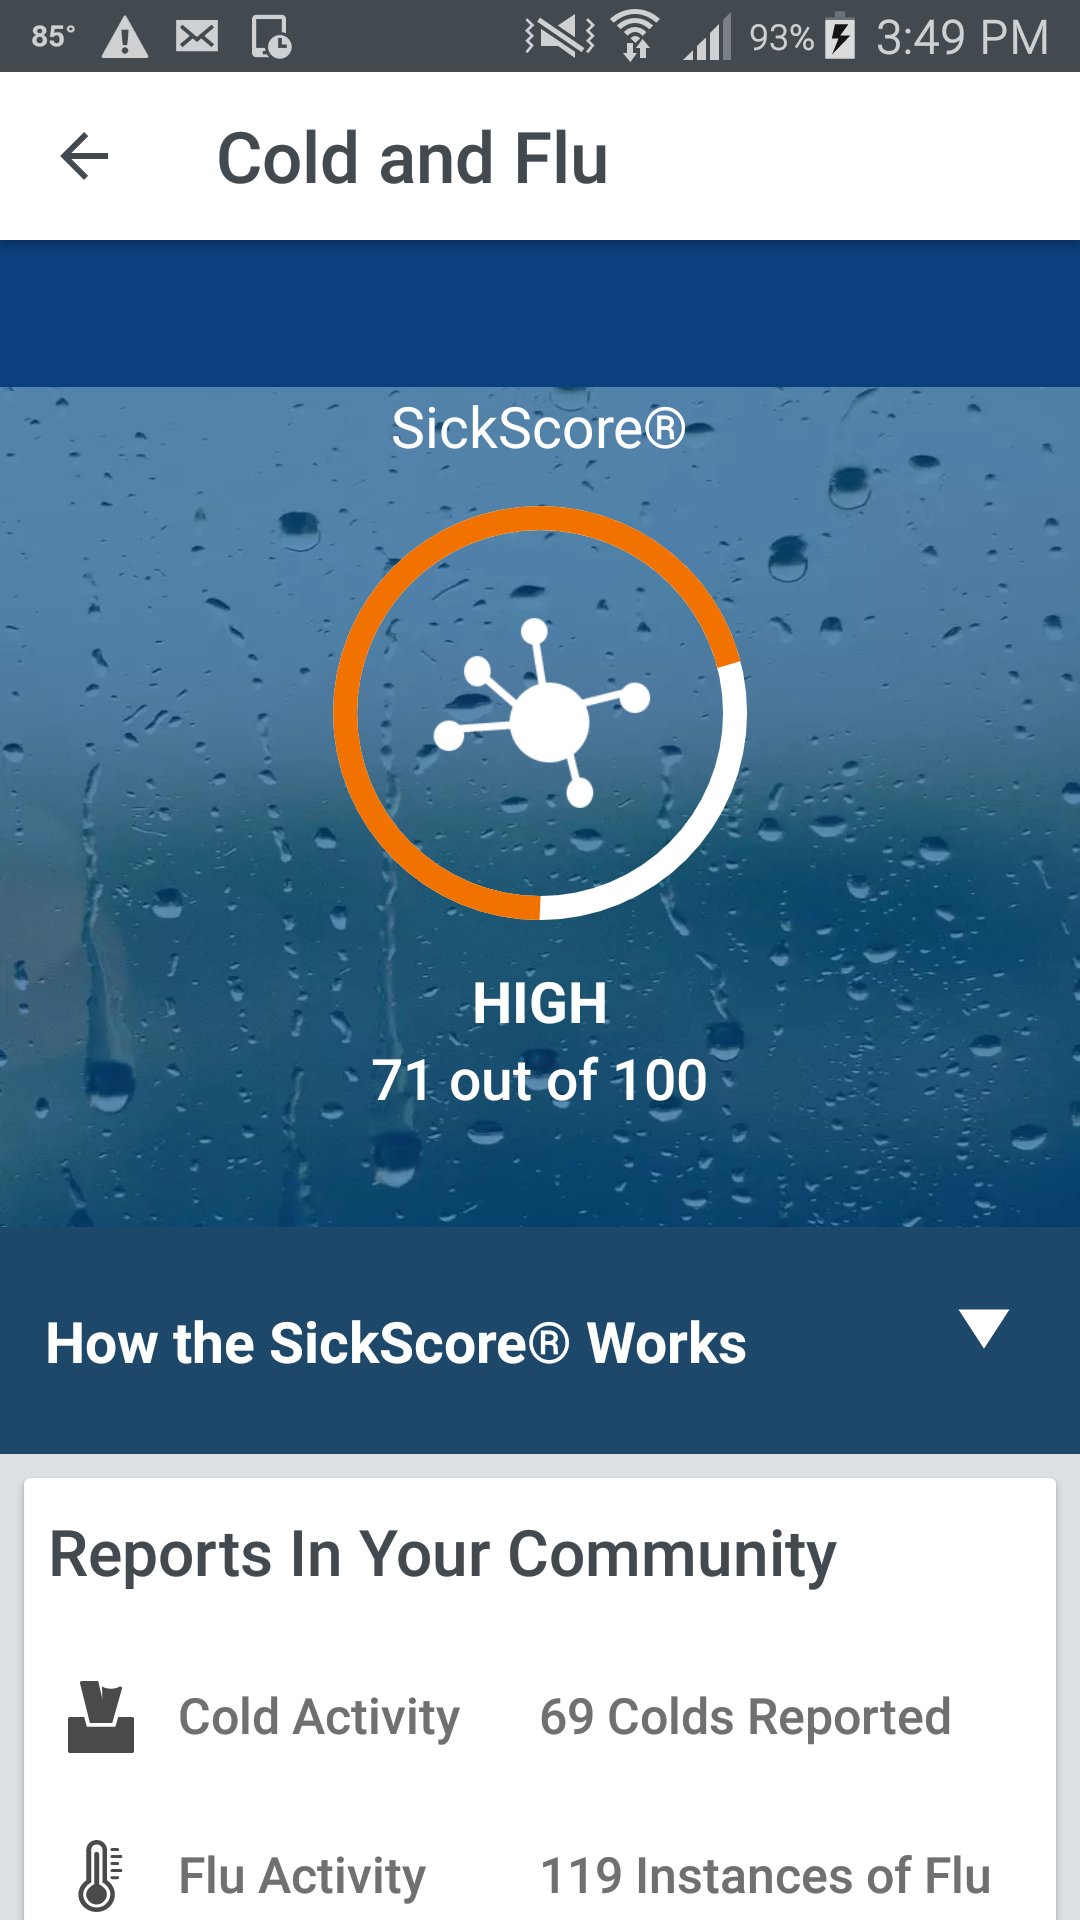 85° 93% 3:49 PM
Cold and Flu
SickScore®
HIGH
71 out of 100
How the SickScore® Works
Reports In Your Community
Cold Activity 69 Colds Reported
Flu Activity 119 Instances of Flu